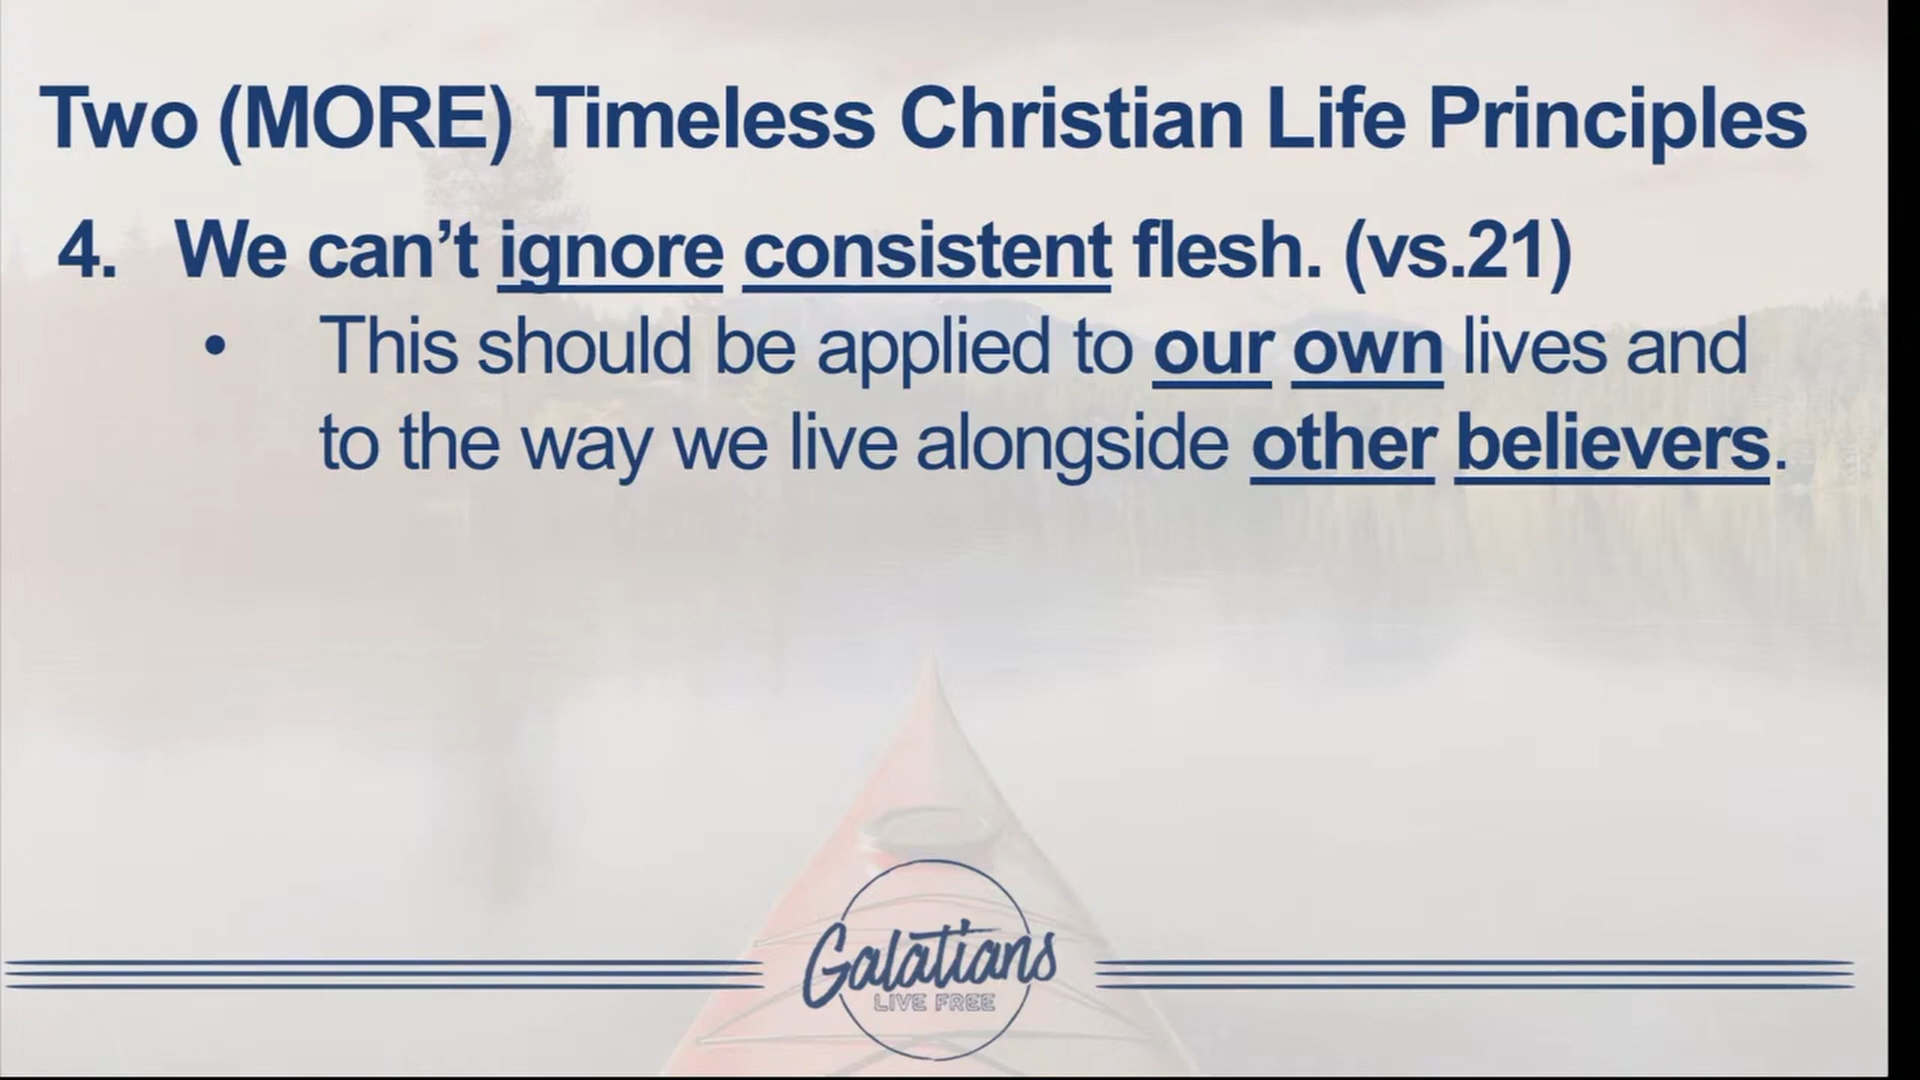 Two (MORE) Timeless Christian Life Principles
4. We can’t ignore consistent flesh. (vs.21)
• This should be applied to our own lives and
to the way we live alongside other believers.
Galatians
LIVE FREE